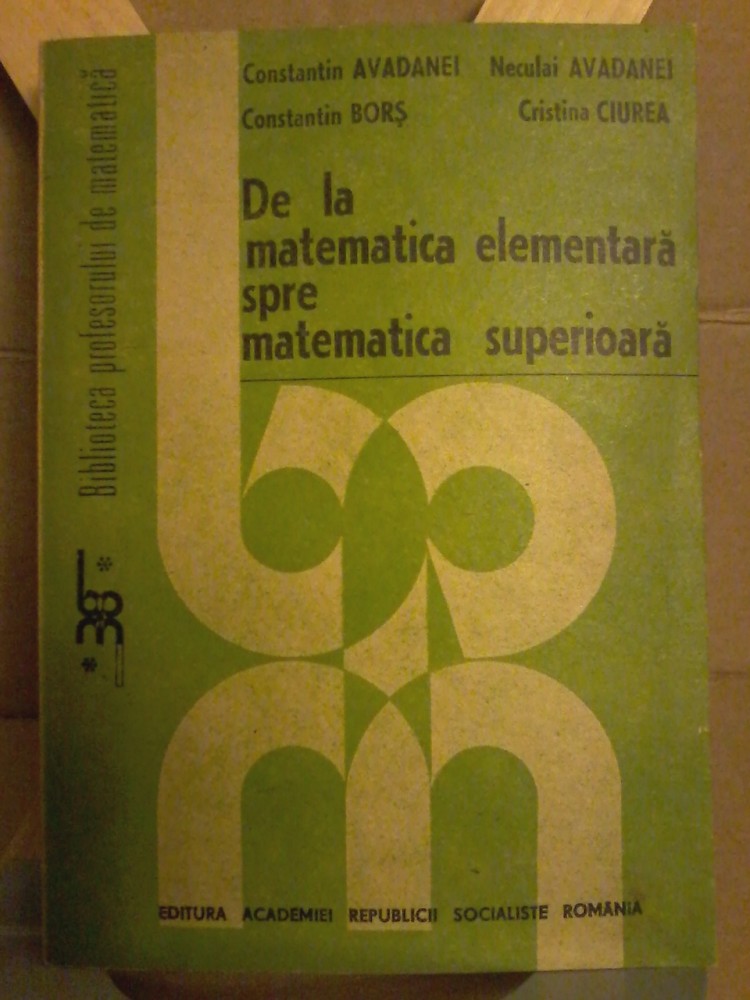 Constantin AVADANEI Neculai AVADANEI
Constantin BORȘ Cristina CIUREA
De la
matematica elementară
spre
matematica superioară
Biblioteca profesorului de matematică
EDITURA ACADEMIEI REPUBLICII SOCIALISTE ROMÂNIA